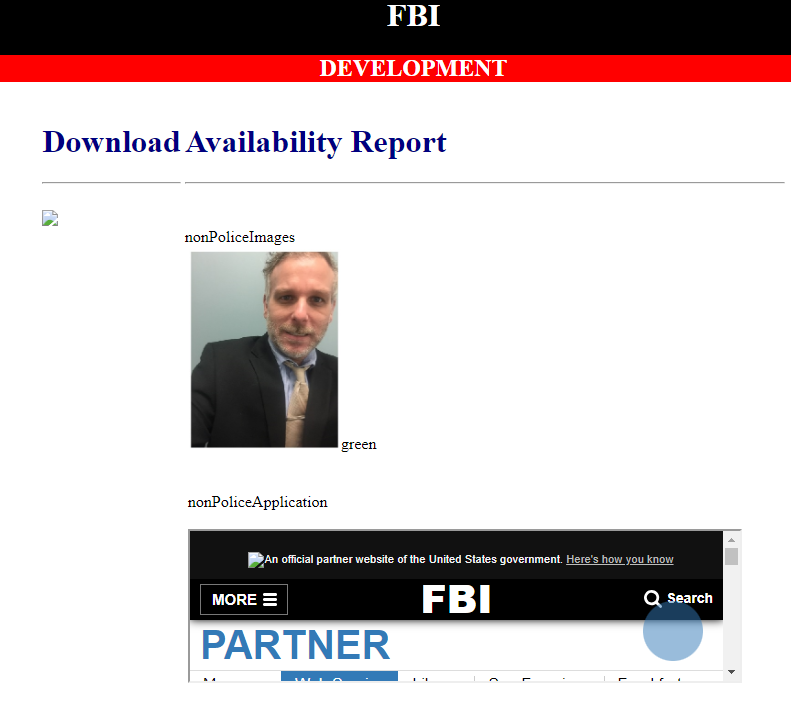 FBI
DEVELOPMENT
Download Availability Report
nonPoliceImages
green
nonPoliceApplication
An official partner website of the United States government. Here's how you know
MORE
FBI
Search
PARTNER